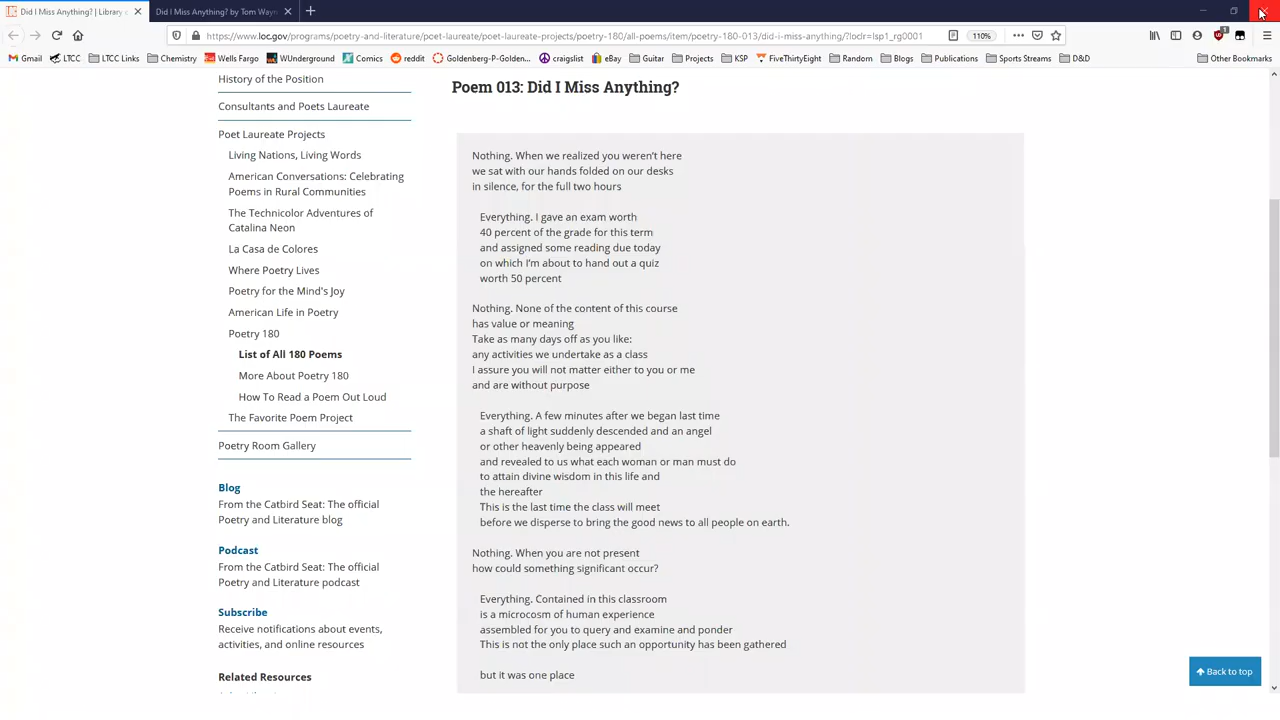 Did I Miss Anything? | Library
Did I Miss Anything? by Tom Way
https://www.loc.gov/programs/poetry-and-literature/poet-laureate/poet-laureate-projects/poetry-180/all-poems/item/poetry-180-013/did-i-miss-anything/?loclr=lsp1_rg0001
110%
Gmail LTCC LTCC Links Chemistry Wells Fargo WUnderground Comics reddit Goldenberg-P-Golden... craigslist eBay Guitar Projects KSP FiveThirtyEight Random Blogs Publications Sports Streams D&D Other Bookmarks
History of the Position
Consultants and Poets Laureate
Poet Laureate Projects
Living Nations, Living Words
American Conversations: Celebrating
Poems in Rural Communities
The Technicolor Adventures of
Catalina Neon
La Casa de Colores
Where Poetry Lives
Poetry for the Mind's Joy
American Life in Poetry
Poetry 180
List of All 180 Poems
More About Poetry 180
How To Read a Poem Out Loud
The Favorite Poem Project
Poetry Room Gallery
Blog
From the Catbird Seat: The official
Poetry and Literature blog
Podcast
From the Catbird Seat: The official
Poetry and Literature podcast
Subscribe
Receive notifications about events,
activities, and online resources
Related Resources
Poem 013: Did I Miss Anything?
Nothing. When we realized you weren't here
we sat with our hands folded on our desks
in silence, for the full two hours
Everything. I gave an exam worth
40 percent of the grade for this term
and assigned some reading due today
on which I'm about to hand out a quiz
worth 50 percent
Nothing. None of the content of this course
has value or meaning
Take as many days off as you like:
any activities we undertake as a class
I assure you will not matter either to you or me
and are without purpose
Everything. A few minutes after we began last time
a shaft of light suddenly descended and an angel
or other heavenly being appeared
and revealed to us what each woman or man must do
to attain divine wisdom in this life and
the hereafter
This is the last time the class will meet
before we disperse to bring the good news to all people on earth.
Nothing. When you are not present
how could something significant occur?
Everything. Contained in this classroom
is a microcosm of human experience
assembled for you to query and examine and ponder
This is not the only place such an opportunity has been gathered
but it was one place
Back to top